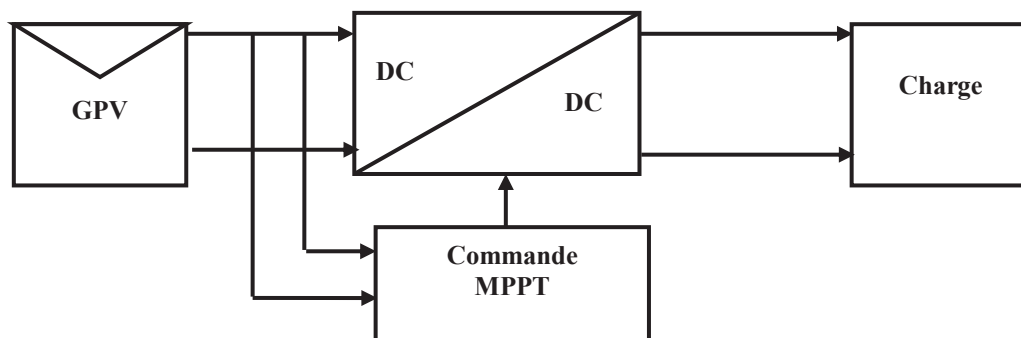 GPV
DC
DC
Charge
Commande
MPPT